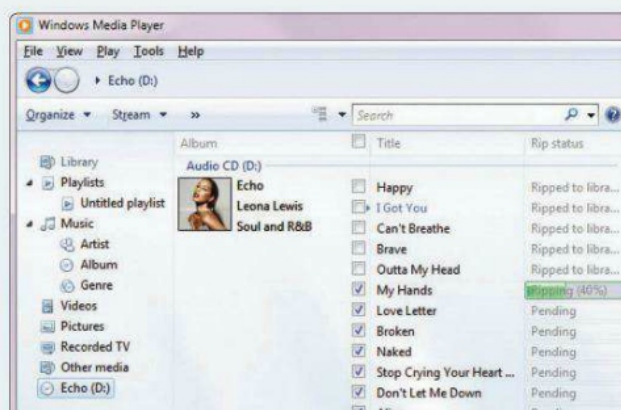 Windows Media Player
File View Play Tools Help
Echo (D:)
Organize Stream » Search
Album Title Rip status
Library
Playlists
Untitled playlist
Music
Artist
Album
Genre
Videos
Pictures
Recorded TV
Other media
Echo (D:)
Audio CD (D:)
Echo
Leona Lewis
Soul and R&B
Happy Ripped to libra...
I Got You Ripped to libra...
Can't Breathe Ripped to libra...
Brave Ripped to libra...
Outta My Head Ripped to libra...
My Hands Ripping (40%)
Love Letter Pending
Broken Pending
Naked Pending
Stop Crying Your Heart ... Pending
Don't Let Me Down Pending